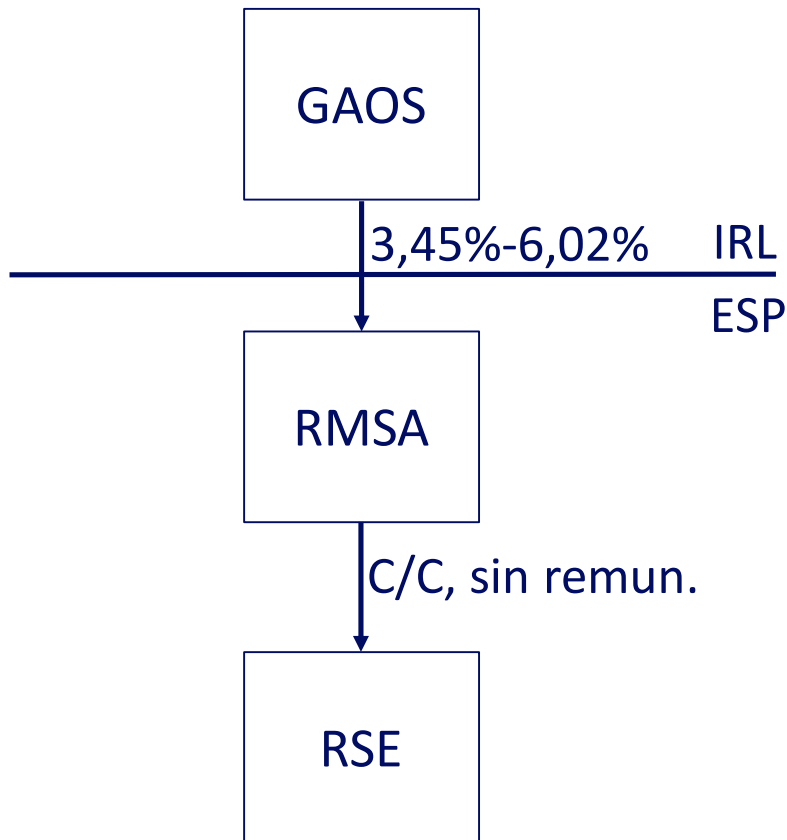 GAOS
3,45%-6,02%
IRL
ESP
RMSA
C/C, sin remun.
RSE